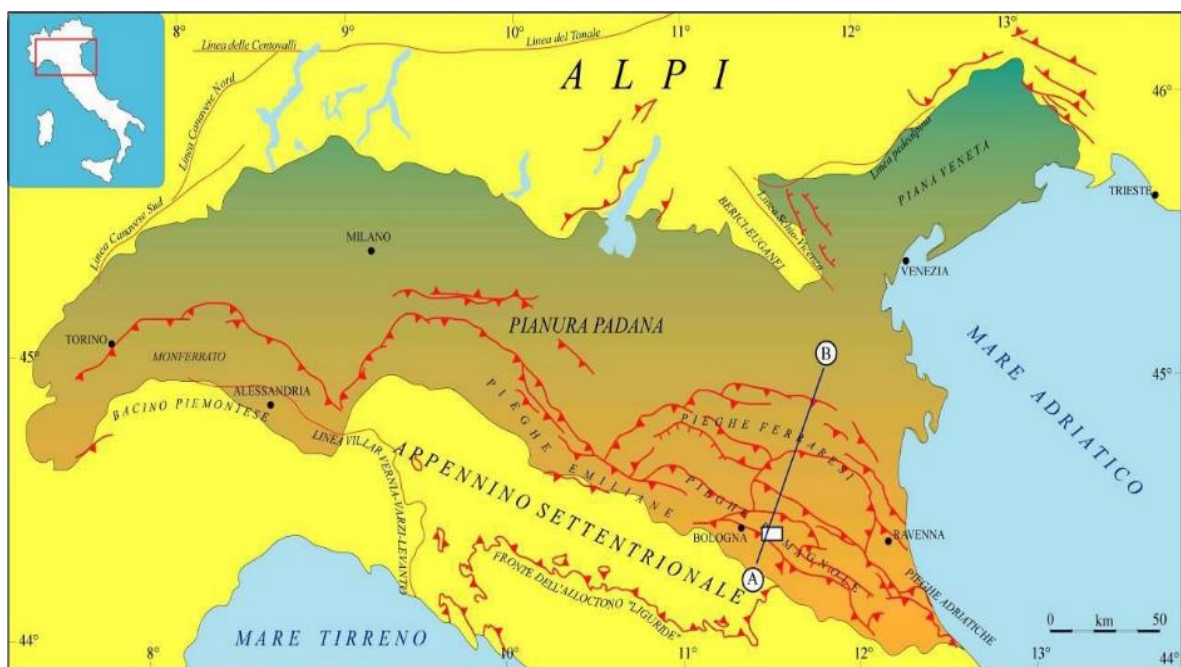 8°
9°
10°
11°
12°
13°
Linea delle Centovalli
Linea del Tonale
ALPI
46°
Linea Canavese Nord
Linea pedealpina
PIANA VENETA
TRIESTE
Linea Canavese Sud
BERICI-EUGANEI
Linea Schio-Vicenza
MILANO
VENEZIA
PIANURA PADANA
TORINO
45°
B
45°
MONFERRATO
ALESSANDRIA
BACINO PIEMONTESE
MARE ADRIATICO
PIEGHE FERRARESI
LINEA VILLAR VERNIA-VARZI-LEVANTO
PIEGHE EMILIANE
APPENNINO SETTENTRIONALE
PIEGHE ROMAGNOLE
BOLOGNA
RAVENNA
A
FRONTE DELL'ALLOCTONO "LIGURIDE"
PIEGHE ADRIATICHE
MARE TIRRENO
0 km 50
44°
8°
9°
10°
11°
12°
13°
44°